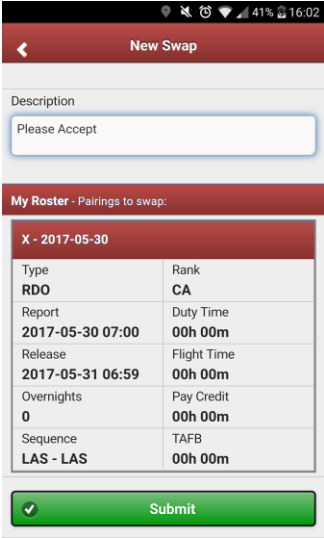 41% 16:02
New Swap
Description
Please Accept
My Roster - Pairings to swap:
X - 2017-05-30
Type Rank
RDO CA
Report Duty Time
2017-05-30 07:00 00h 00m
Release Flight Time
2017-05-31 06:59 00h 00m
Overnights Pay Credit
0 00h 00m
Sequence TAFB
LAS - LAS 00h 00m
Submit